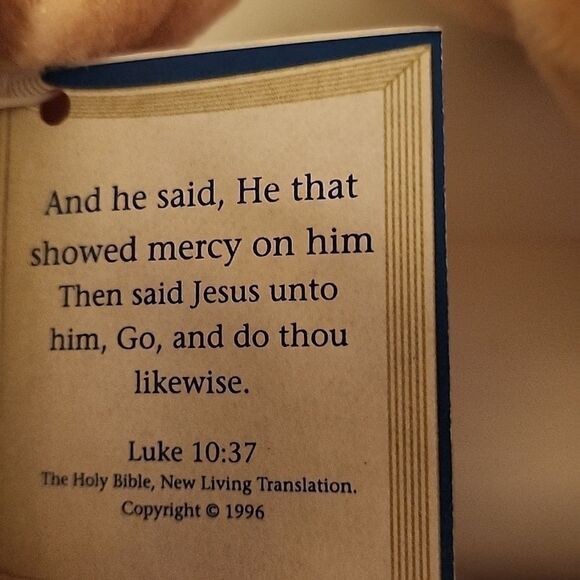 And he said, He that
showed mercy on him
Then said Jesus unto
him, Go, and do thou
likewise.
Luke 10:37
The Holy Bible, New Living Translation.
Copyright © 1996